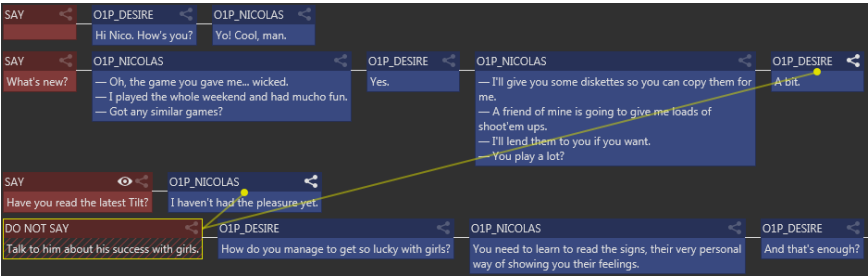 SAY
O1P_DESIRE
O1P_NICOLAS
Hi Nico. How's you?
Yo! Cool, man.
SAY
O1P_NICOLAS
O1P_DESIRE
O1P_NICOLAS
O1P_DESIRE
What's new?
— Oh, the game you gave me... wicked.
— I played the whole weekend and had mucho fun.
— Got any similar games?
Yes.
— I'll give you some diskettes so you can copy them for
me.
— A friend of mine is going to give me loads of
shoot'em ups.
— I'll lend them to you if you want.
— You play a lot?
A bit.
SAY
O1P_NICOLAS
Have you read the latest Tilt?
I haven't had the pleasure yet.
DO NOT SAY
O1P_DESIRE
O1P_NICOLAS
O1P_DESIRE
Talk to him about his success with girls.
How do you manage to get so lucky with girls?
You need to learn to read the signs, their very personal
way of showing you their feelings.
And that's enough?